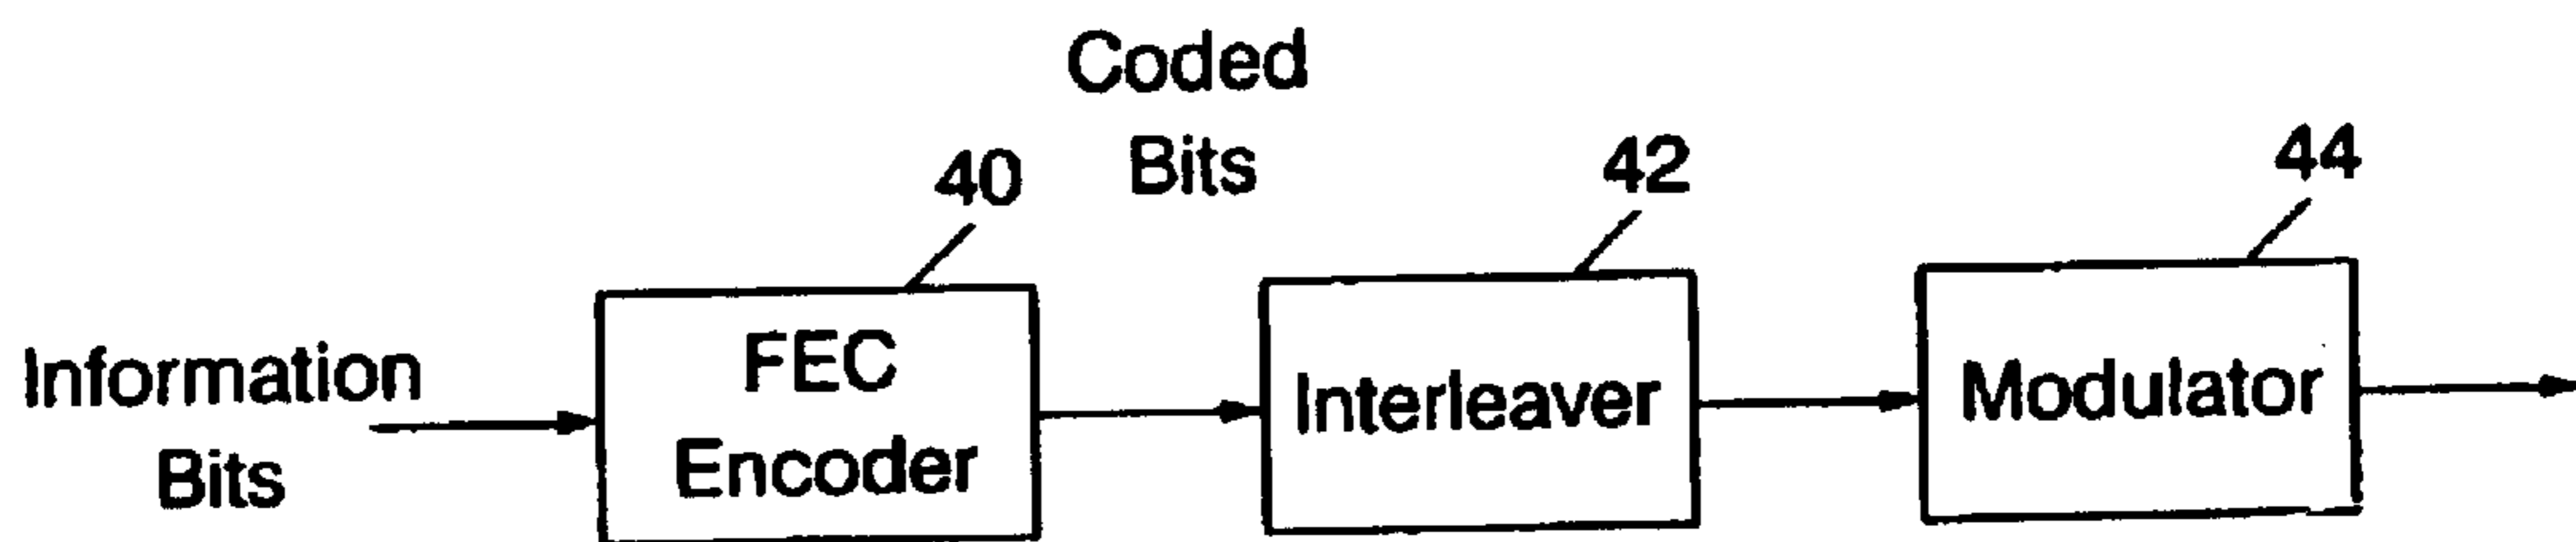 Coded
Bits
40
42
44
Information
Bits
FEC
Encoder
Interleaver
Modulator